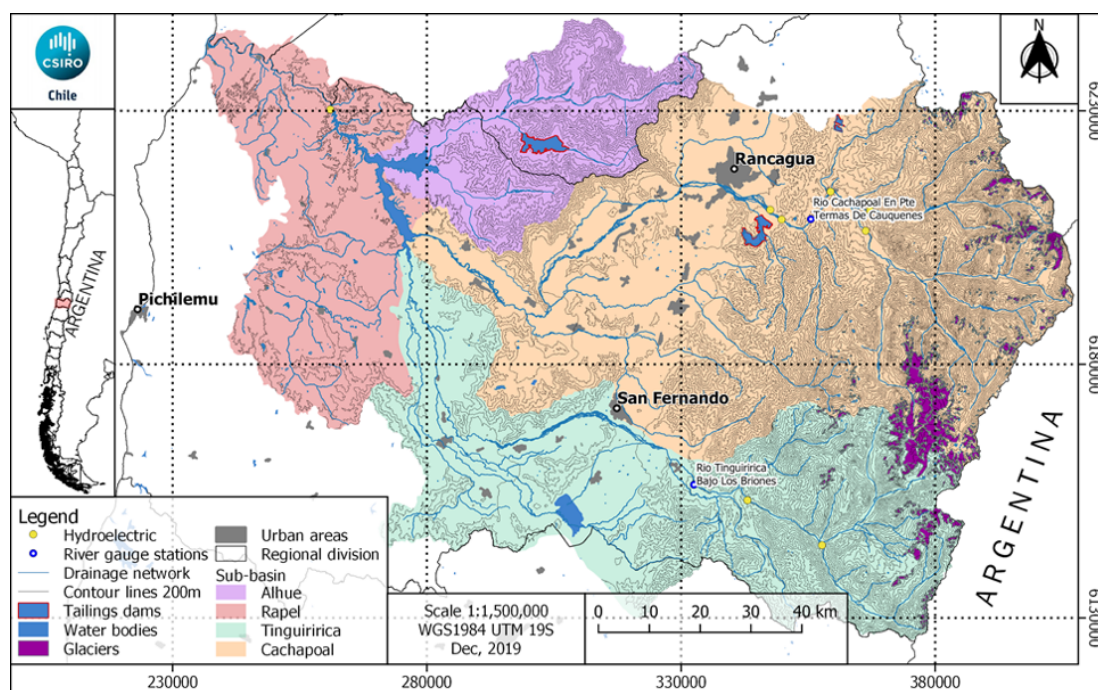 CSIRO
Chile
N
ARGENTINA
6230000
Rancagua
Rio Cachapoal En Pte
Termas De Cauquenes
Pichilemu
6180000
San Fernando
Rio Tinguiririca
Bajo Los Briones
ARGENTINA
Legend
Hydroelectric
River gauge stations
Drainage network
Contour lines 200m
Tailings dams
Water bodies
Glaciers
Urban areas
Regional division
Sub-basin
Alhue
Rapel
Tinguiririca
Cachapoal
Scale 1:1,500,000
WGS1984 UTM 19S
Dec, 2019
0 10 20 30 40 km
6130000
230000 280000 330000 380000